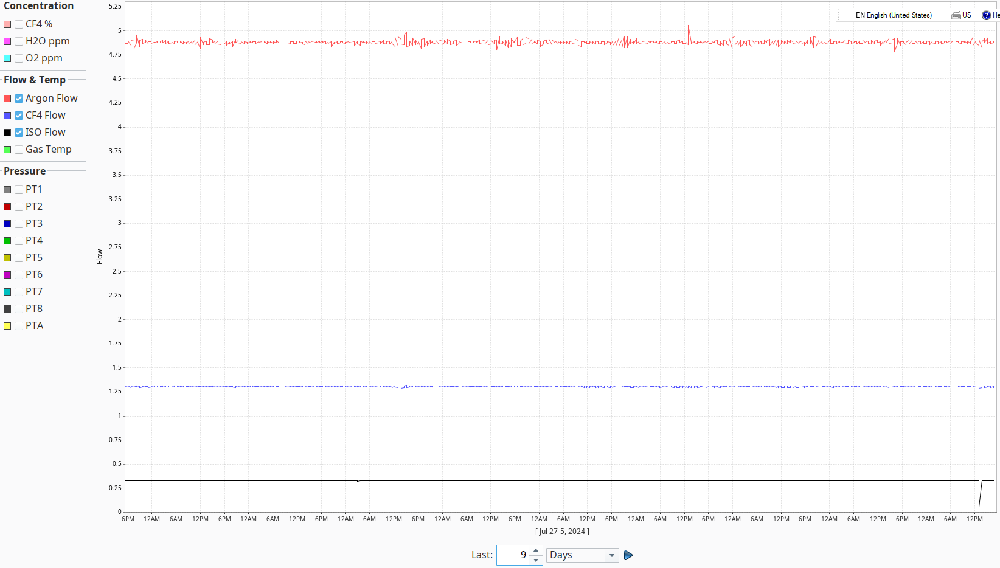 Concentration
CF4 %
H2O ppm
O2 ppm
Flow & Temp
Argon Flow
CF4 Flow
ISO Flow
Gas Temp
Pressure
PT1
PT2
PT3
PT4
PT5
PT6
PT7
PT8
PTA
EN English (United States) US ? He
5.25
5
4.75
4.5
4.25
4
3.75
3.5
3.25
3
2.75
2.5
2.25
2
1.75
1.5
1.25
1
0.75
0.5
0.25
0
Flow
6PM 12AM 6AM 12PM 6PM 12AM 6AM 12PM 6PM 12AM 6AM 12PM 6PM 12AM 6AM 12PM 6PM 12AM 6AM 12PM 6PM 12AM 6AM 12PM 6PM 12AM 6AM 12PM 6PM 12AM 6AM 12PM 6PM 12AM 6AM 12PM
[ Jul 27-5, 2024 ]
Last: 9 Days